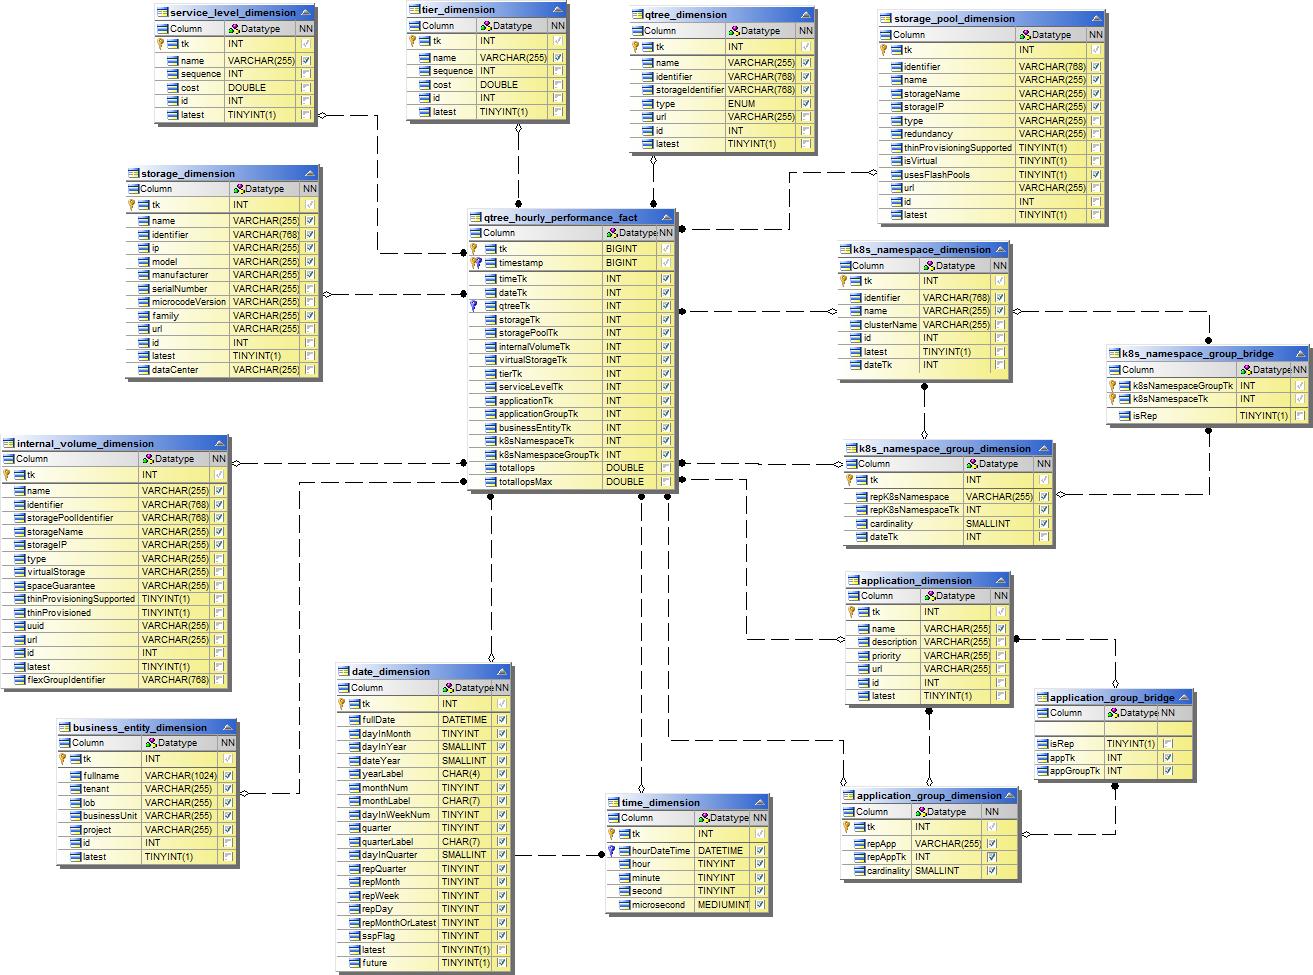 service_level_dimension
Column Datatype NN
tk INT
name VARCHAR(255)
sequence INT
cost DOUBLE
id INT
latest TINYINT(1)
tier_dimension
Column Datatype NN
tk INT
name VARCHAR(255)
sequence INT
cost DOUBLE
id INT
latest TINYINT(1)
qtree_dimension
Column Datatype NN
tk INT
name VARCHAR(255)
identifier VARCHAR(768)
storageIdentifier VARCHAR(768)
type ENUM
url VARCHAR(255)
id INT
latest TINYINT(1)
storage_pool_dimension
Column Datatype NN
tk INT
identifier VARCHAR(768)
name VARCHAR(255)
storageName VARCHAR(255)
storageIP VARCHAR(255)
type VARCHAR(255)
redundancy VARCHAR(255)
thinProvisioningSupported TINYINT(1)
isVirtual TINYINT(1)
usesFlashPools TINYINT(1)
url VARCHAR(255)
id INT
latest TINYINT(1)
storage_dimension
Column Datatype NN
tk INT
name VARCHAR(255)
identifier VARCHAR(768)
ip VARCHAR(255)
model VARCHAR(255)
manufacturer VARCHAR(255)
serialNumber VARCHAR(255)
microcodeVersion VARCHAR(255)
family VARCHAR(255)
url VARCHAR(255)
id INT
latest TINYINT(1)
dataCenter VARCHAR(255)
qtree_hourly_performance_fact
Column Datatype NN
tk BIGINT
timestamp BIGINT
timeTk INT
dateTk INT
qtreeTk INT
storageTk INT
storagePoolTk INT
internalVolumeTk INT
virtualStorageTk INT
tierTk INT
serviceLevelTk INT
applicationTk INT
applicationGroupTk INT
businessEntityTk INT
k8sNamespaceTk INT
k8sNamespaceGroupTk INT
totalIops DOUBLE
totalIopsMax DOUBLE
k8s_namespace_dimension
Column Datatype NN
tk INT
identifier VARCHAR(768)
name VARCHAR(255)
clusterName VARCHAR(255)
id INT
latest TINYINT(1)
dateTk INT
k8s_namespace_group_bridge
Column Datatype NN
k8sNamespaceGroupTk INT
k8sNamespaceTk INT
isRep TINYINT(1)
k8s_namespace_group_dimension
Column Datatype NN
tk INT
repK8sNamespace VARCHAR(255)
repK8sNamespaceTk INT
cardinality SMALLINT
dateTk INT
internal_volume_dimension
Column Datatype NN
tk INT
name VARCHAR(255)
identifier VARCHAR(768)
storagePoolIdentifier VARCHAR(768)
storageName VARCHAR(255)
storageIP VARCHAR(255)
type VARCHAR(255)
virtualStorage VARCHAR(255)
spaceGuarantee VARCHAR(255)
thinProvisioningSupported TINYINT(1)
thinProvisioned TINYINT(1)
uuid VARCHAR(255)
url VARCHAR(255)
id INT
latest TINYINT(1)
flexGroupIdentifier VARCHAR(768)
application_dimension
Column Datatype NN
tk INT
name VARCHAR(255)
description VARCHAR(255)
priority VARCHAR(255)
url VARCHAR(255)
id INT
latest TINYINT(1)
date_dimension
Column Datatype NN
tk INT
fullDate DATETIME
dayInMonth TINYINT
dayInYear SMALLINT
dateYear SMALLINT
yearLabel CHAR(4)
monthNum TINYINT
monthLabel CHAR(7)
dayInWeekNum TINYINT
quarter TINYINT
quarterLabel CHAR(7)
dayInQuarter SMALLINT
repQuarter TINYINT
repMonth TINYINT
repWeek TINYINT
repDay TINYINT
repMonthOrLatest TINYINT
sspFlag TINYINT
latest TINYINT(1)
future TINYINT(1)
application_group_bridge
Column Datatype NN
isRep TINYINT(1)
appTk INT
appGroupTk INT
business_entity_dimension
Column Datatype NN
tk INT
fullname VARCHAR(1024)
tenant VARCHAR(255)
lob VARCHAR(255)
businessUnit VARCHAR(255)
project VARCHAR(255)
id INT
latest TINYINT(1)
time_dimension
Column Datatype NN
tk INT
hourDateTime DATETIME
hour TINYINT
minute TINYINT
second TINYINT
microsecond MEDIUMINT
application_group_dimension
Column Datatype NN
tk INT
repApp VARCHAR(255)
repAppTk INT
cardinality SMALLINT